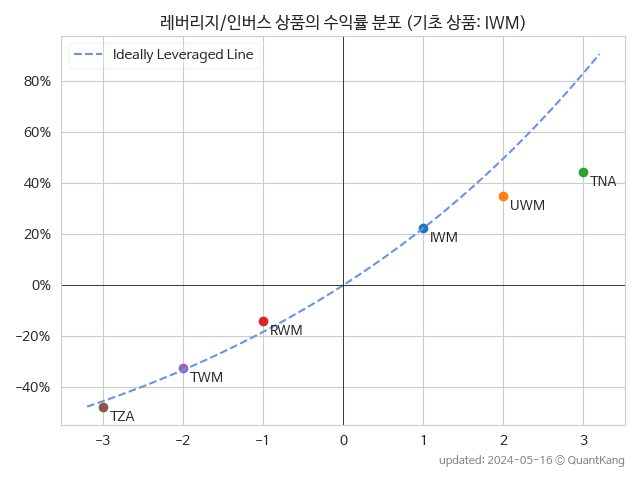 레버리지/인버스 상품의 수익률 분포 (기초 상품: IWM)
Ideally Leveraged Line
80%
60%
40%
20%
0%
−20%
−40%
TNA
UWM
IWM
RWM
TWM
TZA
−3
−2
−1
0
1
2
3
updated: 2024-05-16 © QuantKang